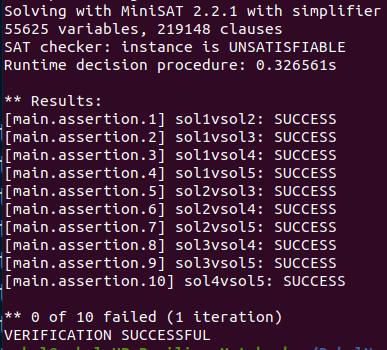 Solving with MiniSAT 2.2.1 with simplifier
55625 variables, 219148 clauses
SAT checker: instance is UNSATISFIABLE
Runtime decision procedure: 0.326561s
** Results:
[main.assertion.1] sol1vsol2: SUCCESS
[main.assertion.2] sol1vsol3: SUCCESS
[main.assertion.3] sol1vsol4: SUCCESS
[main.assertion.4] sol1vsol5: SUCCESS
[main.assertion.5] sol2vsol3: SUCCESS
[main.assertion.6] sol2vsol4: SUCCESS
[main.assertion.7] sol2vsol5: SUCCESS
[main.assertion.8] sol3vsol4: SUCCESS
[main.assertion.9] sol3vsol5: SUCCESS
[main.assertion.10] sol4vsol5: SUCCESS
** 0 of 10 failed (1 iteration)
VERIFICATION SUCCESSFUL